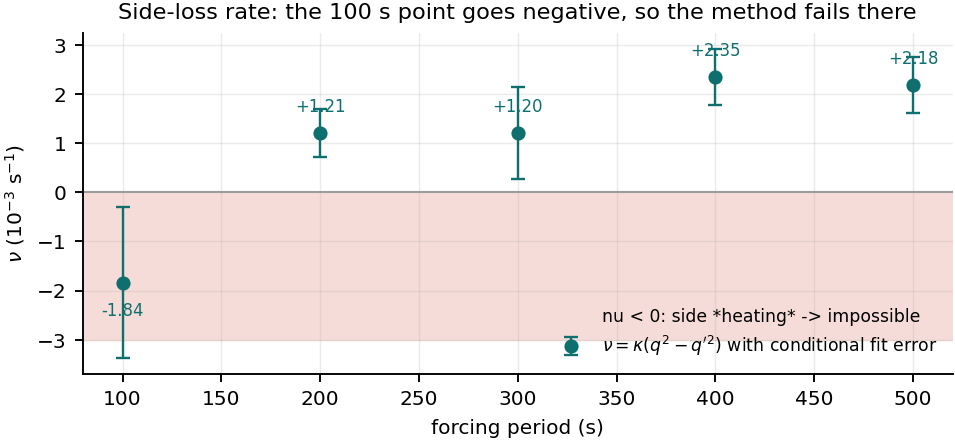 Side-loss rate: the 100 s point goes negative, so the method fails there
ν (10⁻³ s⁻¹)
3
2
1
0
−1
−2
−3
+1.21
+1.20
+2.35
+2.18
-1.84
nu < 0: side *heating* -> impossible
ν = κ(q² − q′²) with conditional fit error
100 150 200 250 300 350 400 450 500
forcing period (s)